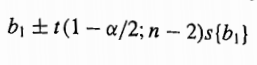 b₁ ± t(1 − α/2; n − 2)s{b₁}